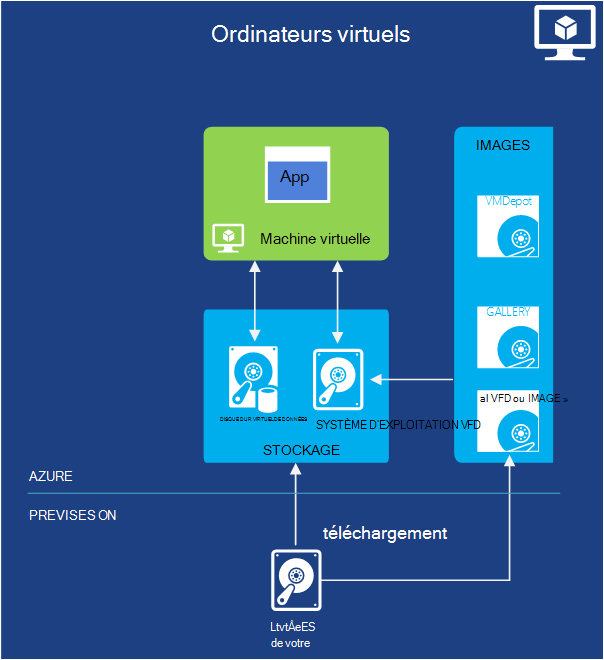 Ordinateurs virtuels
App
Machine virtuelle
IMAGES
VMDepot
GALLERY
al VFD ou IMAGE »
DISQUE DUR VIRTUEL DE DONNÉES
SYSTÈME D'EXPLOITATION VFD
STOCKAGE
AZURE
PREVISES ON
téléchargement
LtvtÅeES
de votre